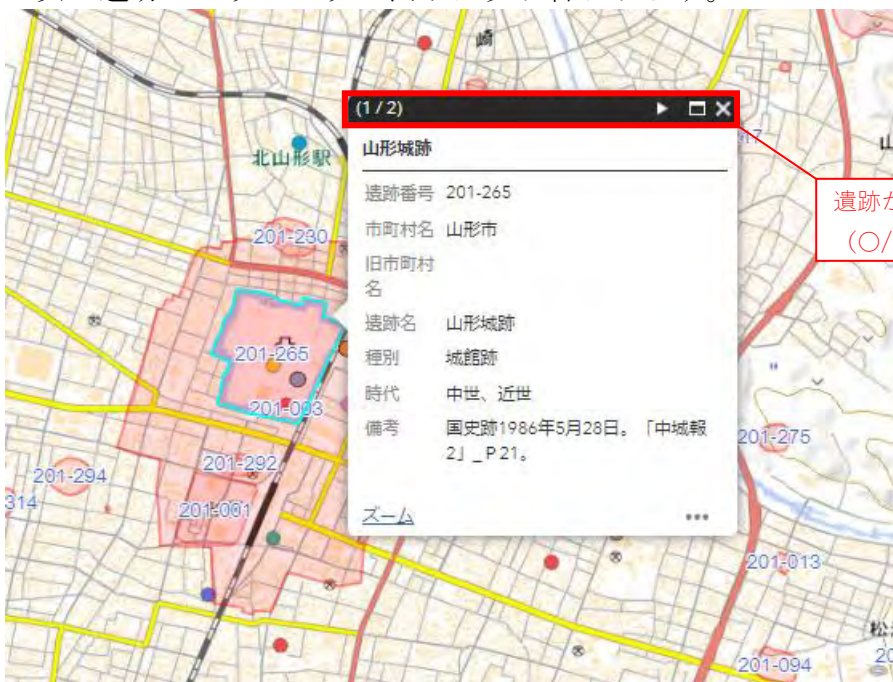 崎
(1/2)
山形城跡
北山形駅
遺跡番号 201-265
201-230
市町村名 山形市
旧市町村
名
遺跡が
(〇/
遺跡名 山形城跡
種別 城館跡
201-265
時代 中世、近世
201-003
備考 国史跡1986年5月28日。「中城報
2」_P21。
201-275
201-292
201-294
314
201-001
ズーム
201-013
松
201-094
20